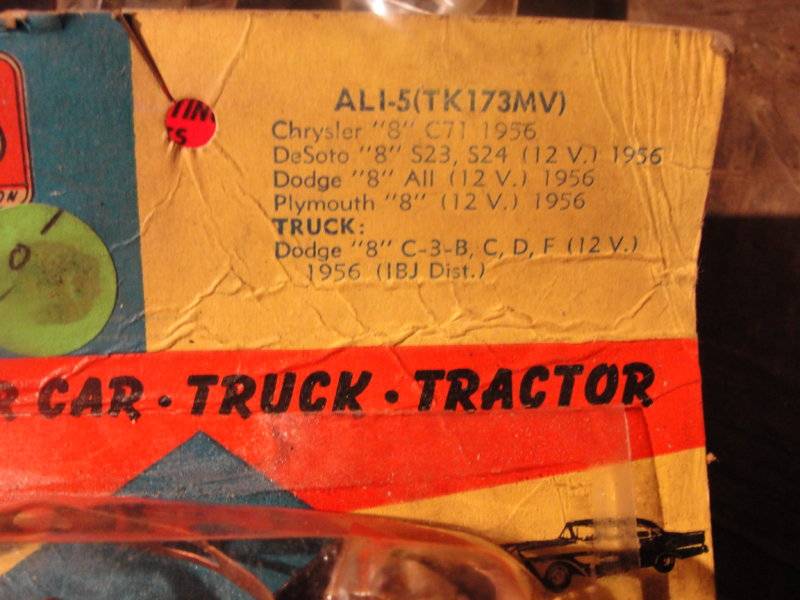 ALI-5(TK173MV)
Chrysler "8" C71 1956
DeSoto "8" S23, S24 (12 V.) 1956
Dodge "8" All (12 V.) 1956
Plymouth "8" (12 V.) 1956
TRUCK:
Dodge "8" C-3-B, C, D, F (12 V.)
1956 (IBJ Dist.)
CAR · TRUCK · TRACTOR